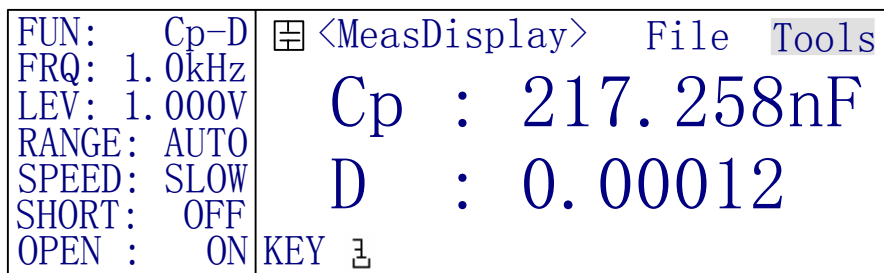 FUN: Cp-D
FRQ: 1.0kHz
LEV: 1.000V
RANGE: AUTO
SPEED: SLOW
SHORT: OFF
OPEN : ON
<MeasDisplay> File Tools
Cp : 217.258nF
D : 0.00012
KEY